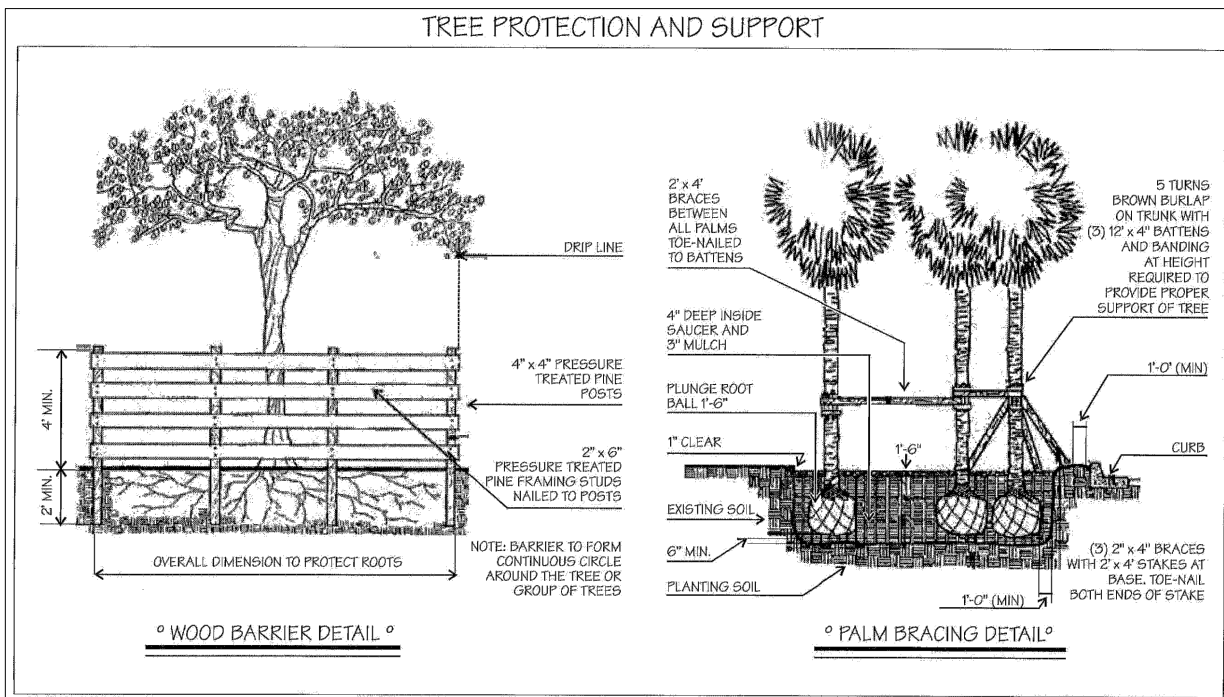 TREE PROTECTION AND SUPPORT
DRIP LINE
4" x 4" PRESSURE
TREATED PINE
POSTS
4' MIN.
2" x 6"
PRESSURE TREATED
PINE FRAMING STUDS
NAILED TO POSTS
2' MIN.
OVERALL DIMENSION TO PROTECT ROOTS
NOTE: BARRIER TO FORM
CONTINUOUS CIRCLE
AROUND THE TREE OR
GROUP OF TREES
° WOOD BARRIER DETAIL °
2' x 4'
BRACES
BETWEEN
ALL PALMS
TOE-NAILED
TO BATTENS
4" DEEP INSIDE
SAUCER AND
3" MULCH
PLUNGE ROOT
BALL 1'-6"
1" CLEAR
EXISTING SOIL
6" MIN.
PLANTING SOIL
1'-6"
5 TURNS
BROWN BURLAP
ON TRUNK WITH
(3) 12' x 4" BATTENS
AND BANDING
AT HEIGHT
REQUIRED TO
PROVIDE PROPER
SUPPORT OF TREE
1'-0' (MIN)
CURB
(3) 2" x 4" BRACES
WITH 2' x 4' STAKES AT
BASE. TOE-NAIL
BOTH ENDS OF STAKE
1'-0" (MIN)
° PALM BRACING DETAIL°